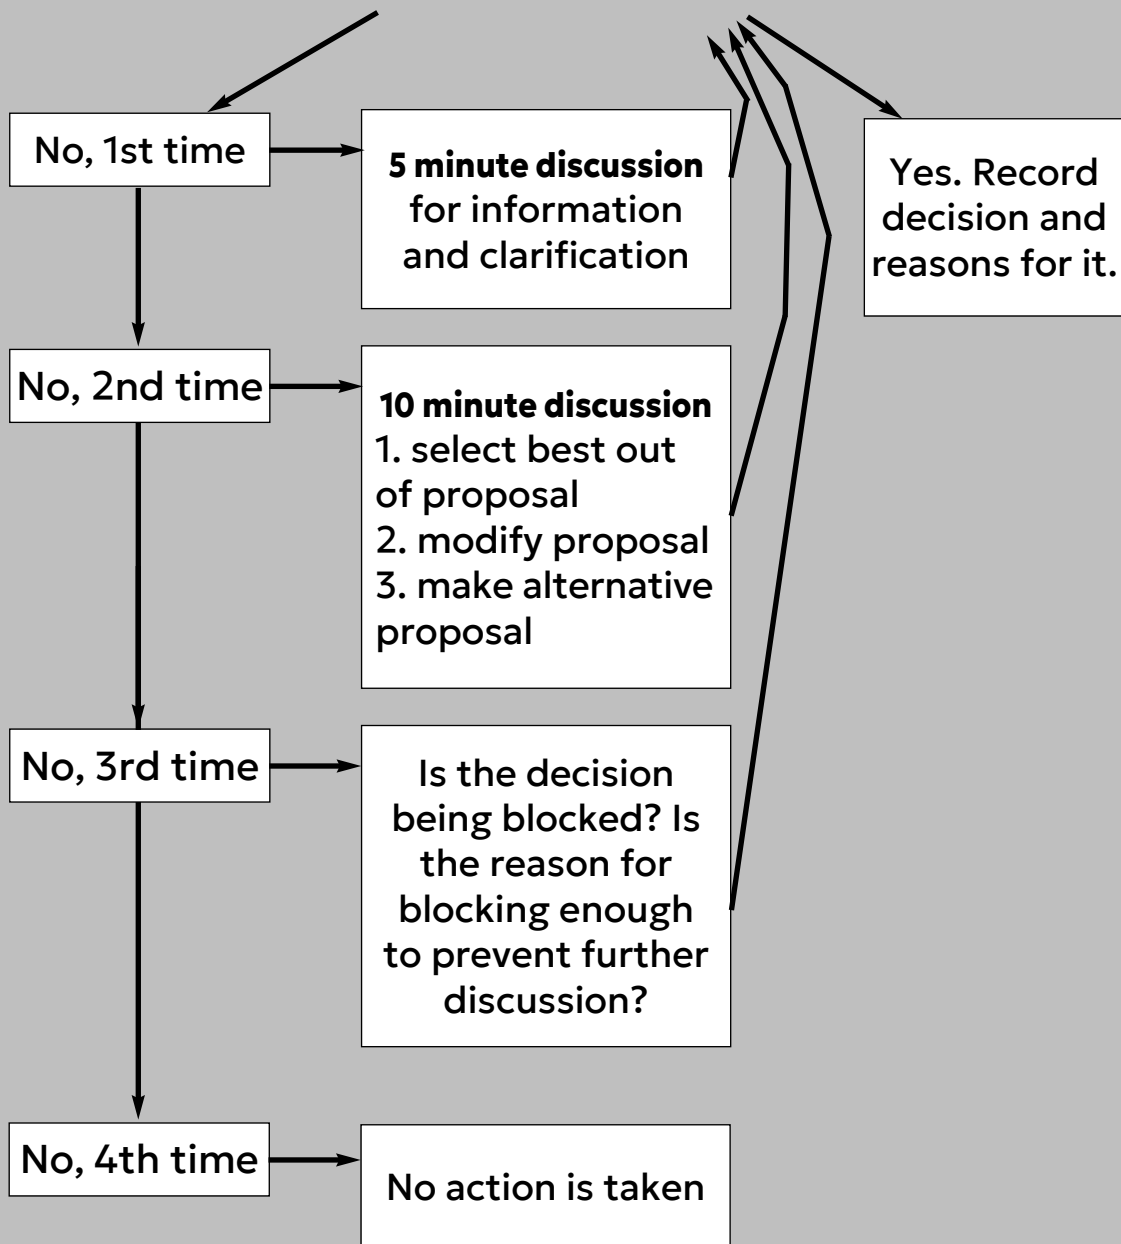 No, 1st time
5 minute discussion
for information
and clarification
Yes. Record
decision and
reasons for it.
No, 2nd time
10 minute discussion
1. select best out
of proposal
2. modify proposal
3. make alternative
proposal
No, 3rd time
Is the decision
being blocked? Is
the reason for
blocking enough
to prevent further
discussion?
No, 4th time
No action is taken